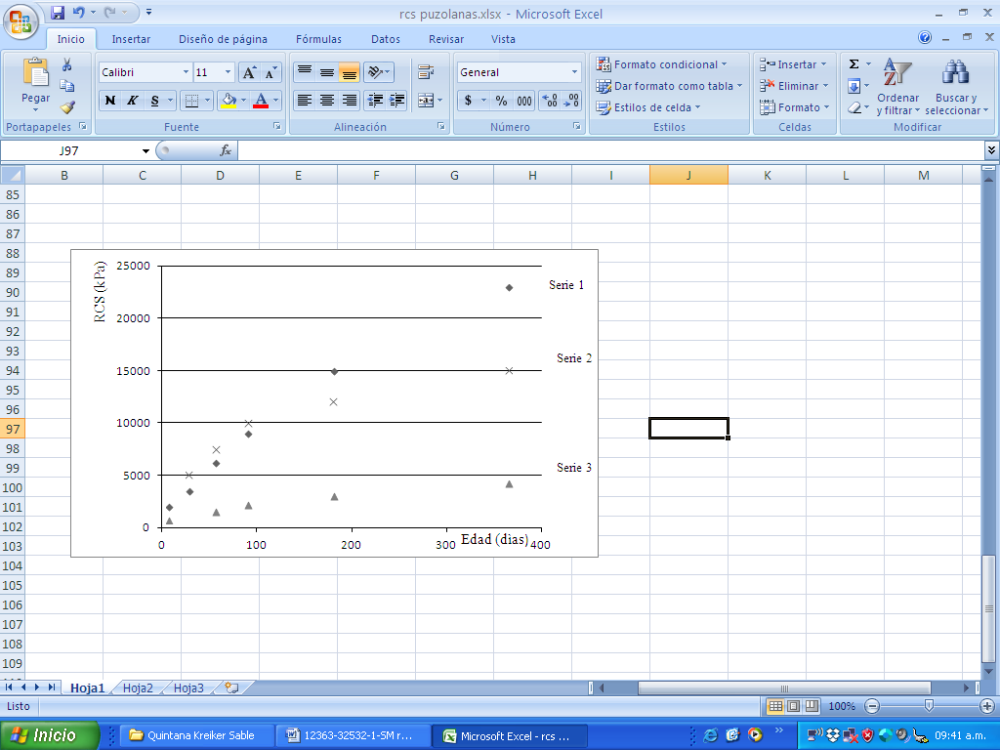 rcs puzolanas.xlsx - Microsoft Excel
Inicio Insertar Diseño de página Fórmulas Datos Revisar Vista
Pegar
Portapapeles
Calibri 11
N K S
Fuente
Alineación
General
$ % 000
Número
Formato condicional
Dar formato como tabla
Estilos de celda
Estilos
Insertar
Eliminar
Formato
Celdas
Σ
Ordenar y filtrar
Buscar y seleccionar
Modificar
J97 fx
B C D E F G H I J K L M
85
86
87
88
89
90
91
92
93
94
95
96
97
98
99
100
101
102
103
104
105
106
107
108
109
RCS (kPa)
25000
20000
15000
10000
5000
0
0 100 200 300 400
Edad (dias)
Serie 1
Serie 2
Serie 3
Hoja1 Hoja2 Hoja3
Listo 100%
Inicio Quintana Kreiker Sable 12363-32532-1-SM r... Microsoft Excel - rcs ... 09:41 a.m.